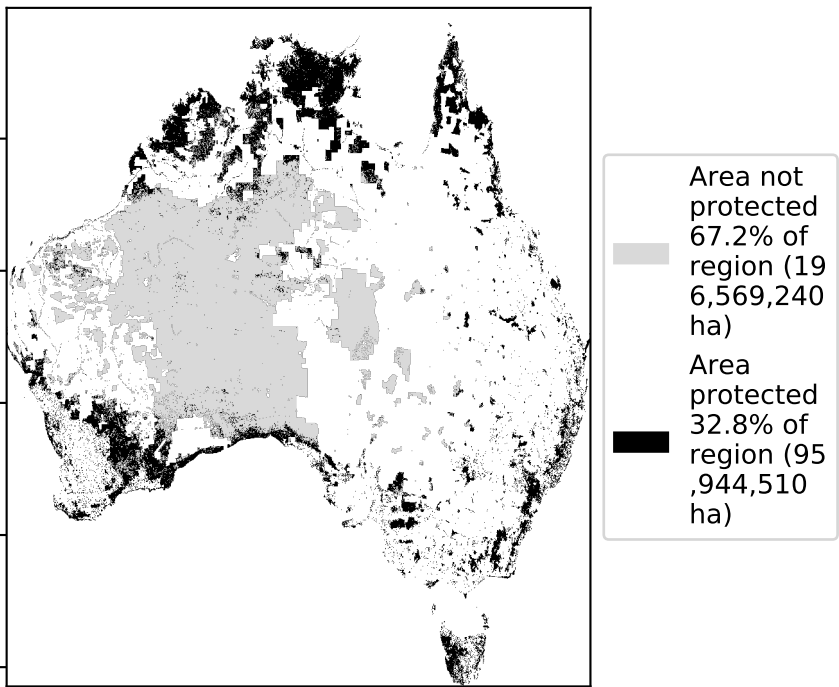 Area not
protected
67.2% of
region (19
6,569,240
ha)
Area
protected
32.8% of
region (95
,944,510
ha)